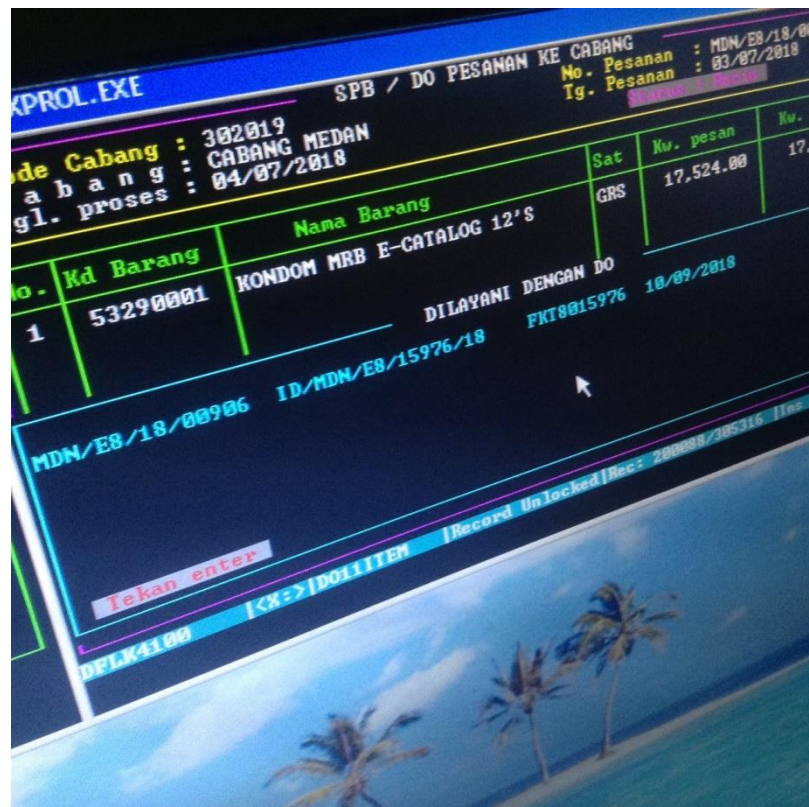 XPROL.EXE
SPB / DO PESANAN KE CABANG
No. Pesanan : MDN/E8/18/0
Tg. Pesanan : 03/07/2018
Status :
ode Cabang : 302019
a b a n g : CABANG MEDAN
gl. proses : 04/07/2018
o. Kd Barang Nama Barang Sat Kw. pesan Kw.
1 53290001 KONDOM MRB E-CATALOG 12'S GRS 17,524.00 17,
DILAYANI DENGAN DO
MDN/E8/18/00906 ID/MDN/E8/15976/18 FKT8015976 10/09/2018
Tekan enter
DFLK4100 |<X:>|DO11ITEM |Record Unlocked|Rec: 200088/305316 |Ins